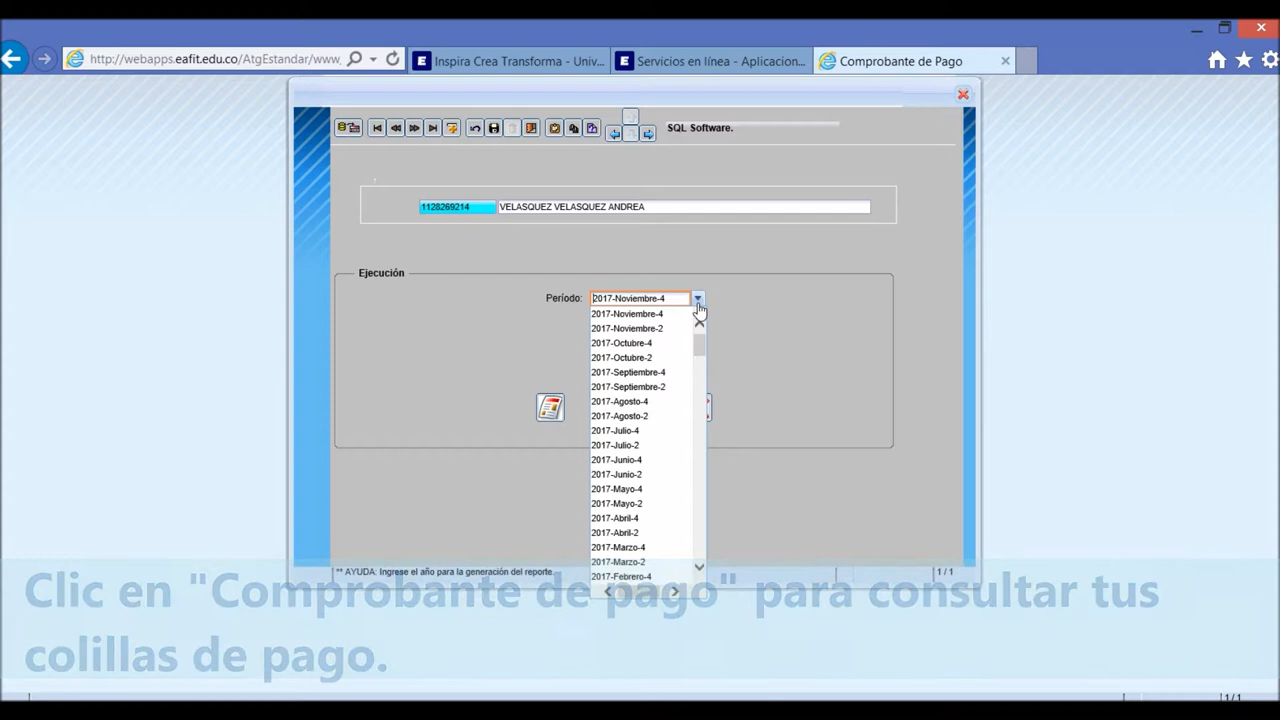 http://webapps.eafit.edu.co/AtgEstandar/www,
Inspira Crea Transforma - Univ...
Servicios en línea - Aplicacion...
Comprobante de Pago
SQL Software.
1128269214
VELASQUEZ VELASQUEZ ANDREA
Ejecución
Período:
2017-Noviembre-4
2017-Noviembre-4
2017-Noviembre-2
2017-Octubre-4
2017-Octubre-2
2017-Septiembre-4
2017-Septiembre-2
2017-Agosto-4
2017-Agosto-2
2017-Julio-4
2017-Julio-2
2017-Junio-4
2017-Junio-2
2017-Mayo-4
2017-Mayo-2
2017-Abril-4
2017-Abril-2
2017-Marzo-4
2017-Marzo-2
2017-Febrero-4
** AYUDA: Ingrese el año para la generación del reporte.
1 / 1
Clic en "Comprobante de pago" para consultar tus
colillas de pago.
1 / 1